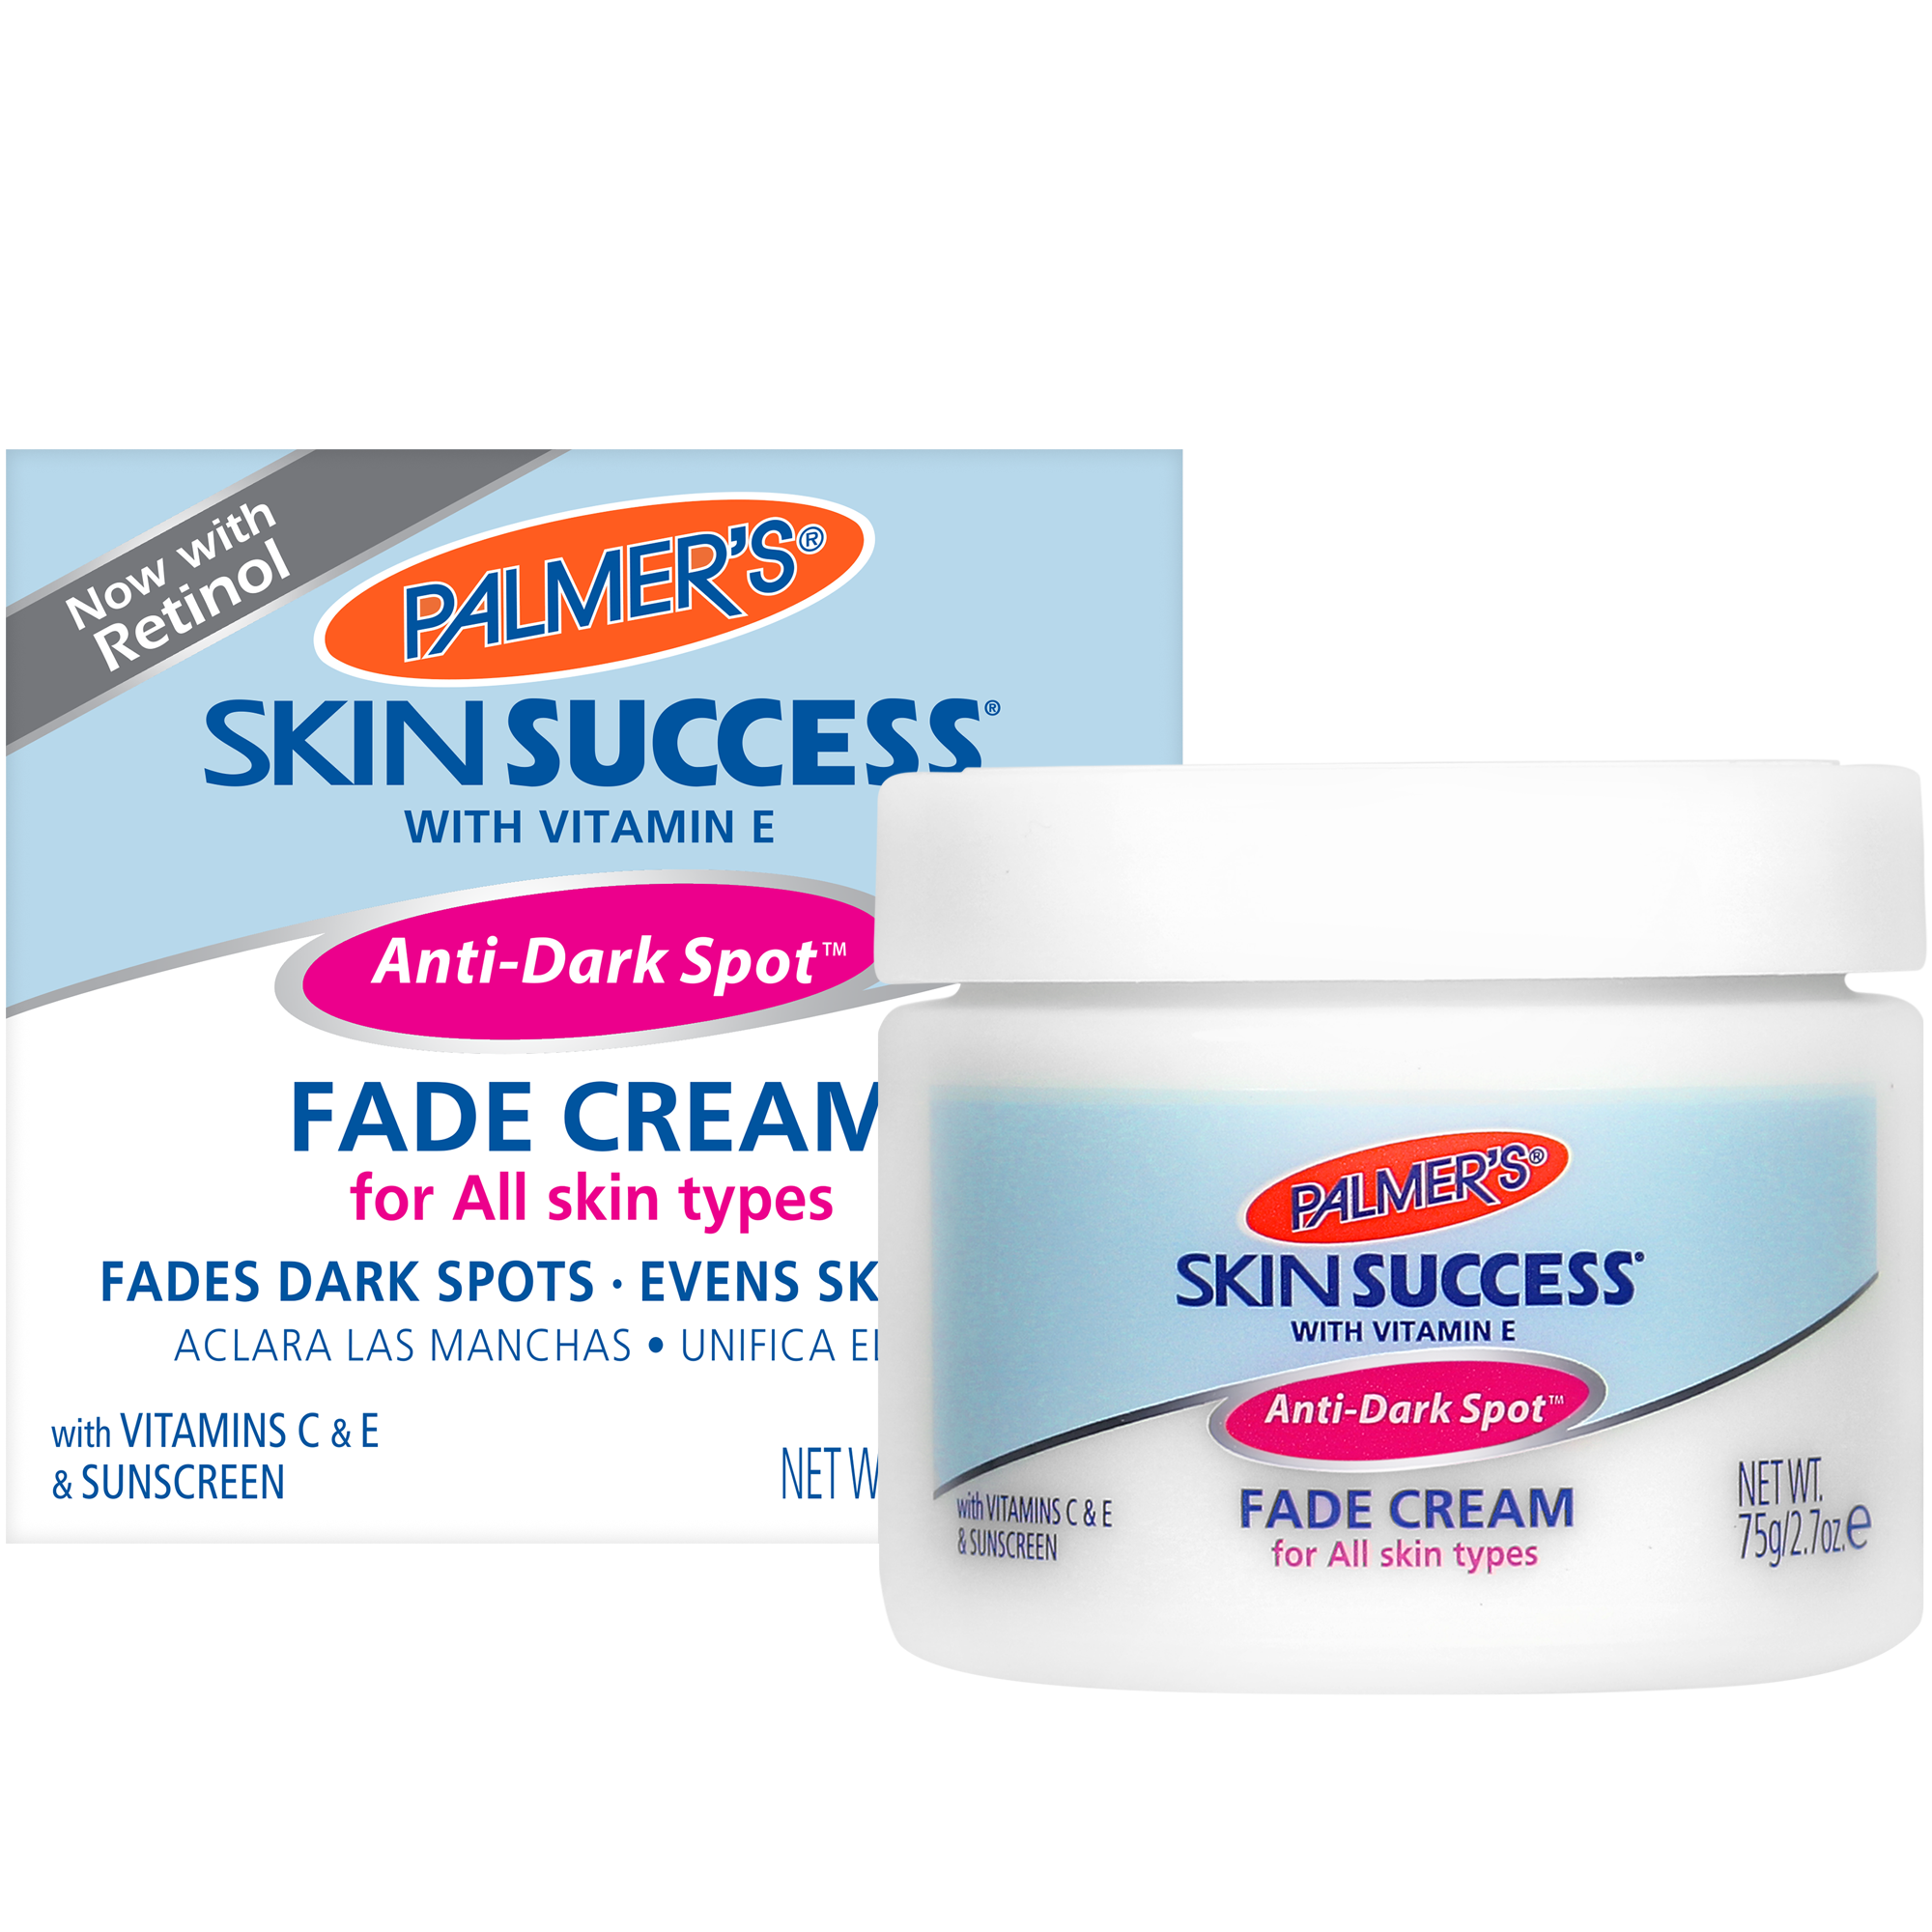 Now with
Retinol
PALMER'S®
SKIN SUCCESS®
WITH VITAMIN E
Anti-Dark Spot™
FADE CREAM
for All skin types
FADES DARK SPOTS · EVENS SK
ACLARA LAS MANCHAS • UNIFICA EL
with VITAMINS C & E
& SUNSCREEN
NET W
PALMER'S®
SKIN SUCCESS®
WITH VITAMIN E
Anti-Dark Spot™
FADE CREAM
for All skin types
with VITAMINS C & E
& SUNSCREEN
NET WT.
75g/2.7oz.℮